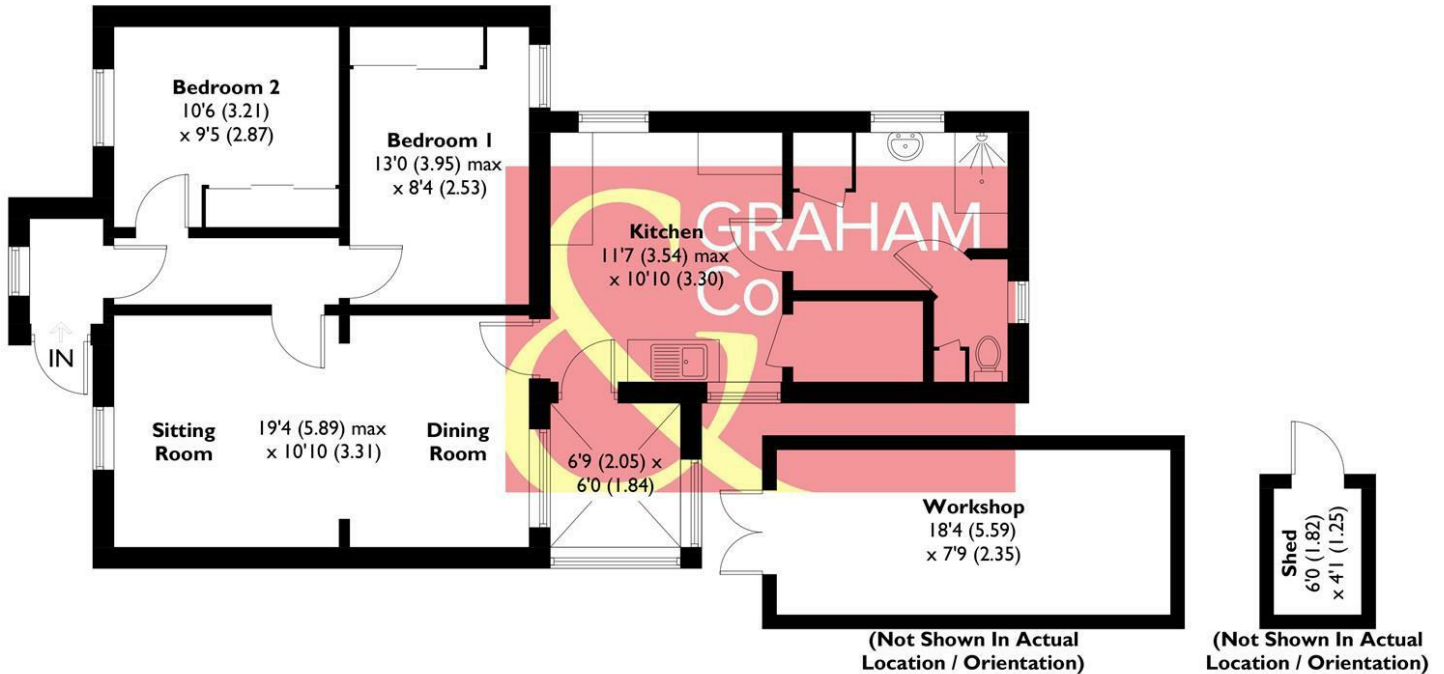 Bedroom 2
10'6 (3.21)
x 9'5 (2.87)
Bedroom 1
13'0 (3.95) max
x 8'4 (2.53)
Kitchen
11'7 (3.54) max
x 10'10 (3.30)
&
GRAHAM
Co
IN
Sitting
Room
19'4 (5.89) max
x 10'10 (3.31)
Dining
Room
6'9 (2.05) x
6'0 (1.84)
Workshop
18'4 (5.59)
x 7'9 (2.35)
(Not Shown In Actual
Location / Orientation)
Shed
6'0 (1.82)
x 4'1 (1.25)
(Not Shown In Actual
Location / Orientation)